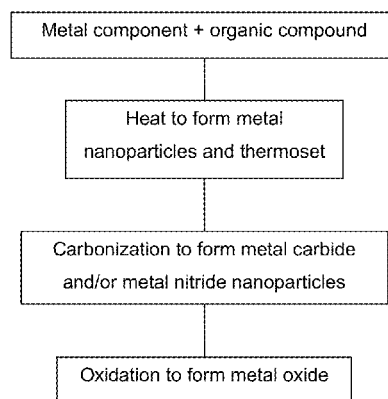 Metal component + organic compound
Heat to form metal
nanoparticles and thermoset
Carbonization to form metal carbide
and/or metal nitride nanoparticles
Oxidation to form metal oxide